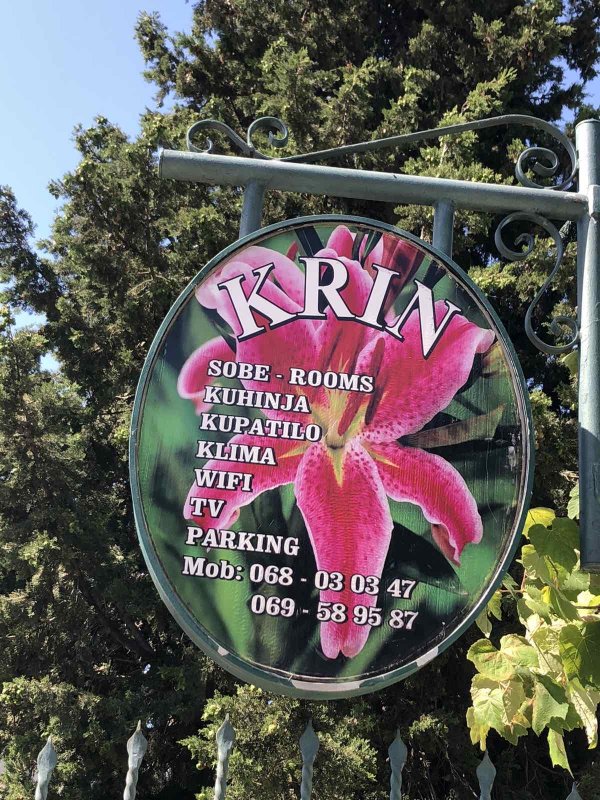 KRIN
SOBE - ROOMS
KUHINJA
KUPATILO
KLIMA
WIFI
TV
PARKING
Mob: 068 - 03 03 47
069 - 58 95 87